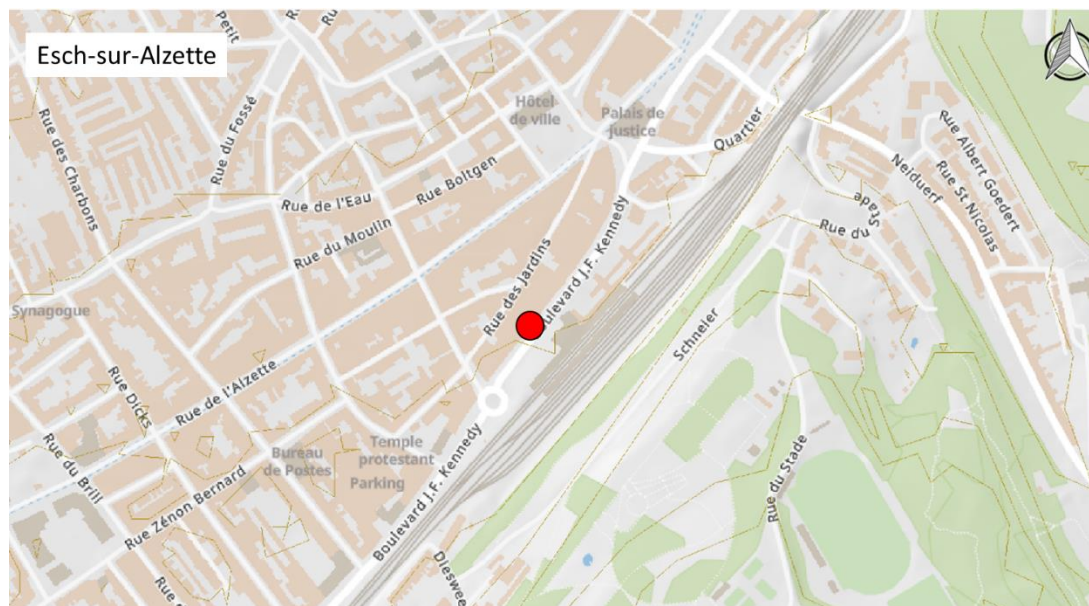 Esch-sur-Alzette
Petit
Rue
Rue des Charbons
Rue du Fossé
Hôtel
de ville
Palais de
justice
Quartier
Rue Albert Goedert
Rue St Nicolas
Neiduerf
Rue Boltgen
Rue de l'Eau
Rue du Moulin
Rue du
Stade
Rue des Jardins
Boulevard J.F. Kennedy
Synagogue
Schneier
Rue de l'Alzette
Rue Dicks
Temple
protestant
Bureau
de Postes
Parking
Boulevard J.F. Kennedy
Rue du Brill
Rue Zénon Bernard
Rue du Stade
Rue